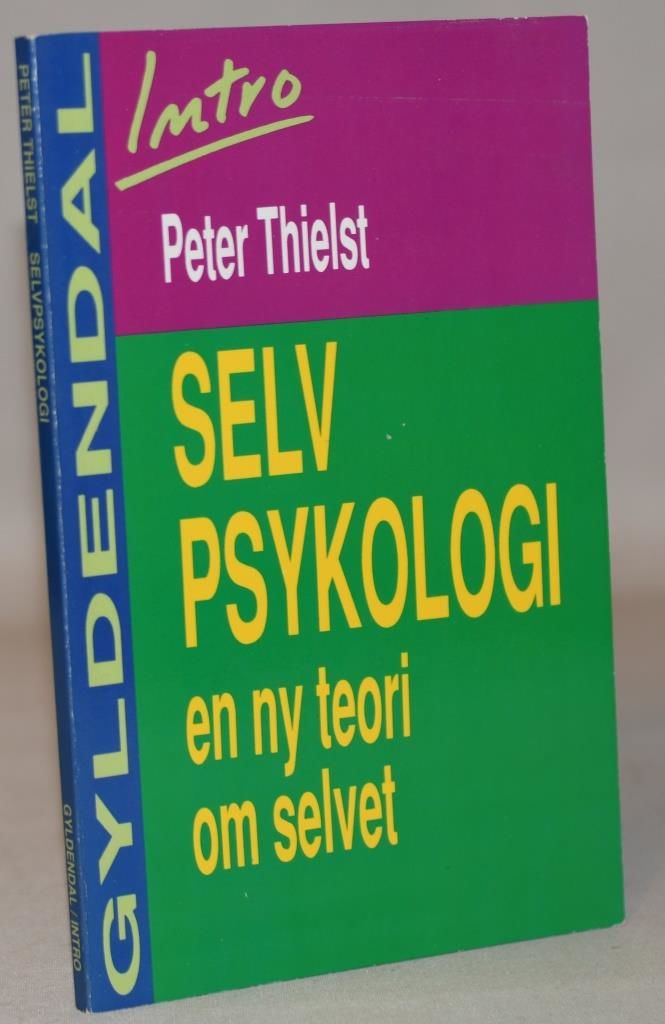 Intro
Peter Thielst
SELV
PSYKOLOGI
en ny teori
om selvet
GYLDENDAL
PETER THIELST SELVPSYKOLOGI GYLDENDAL / INTRO